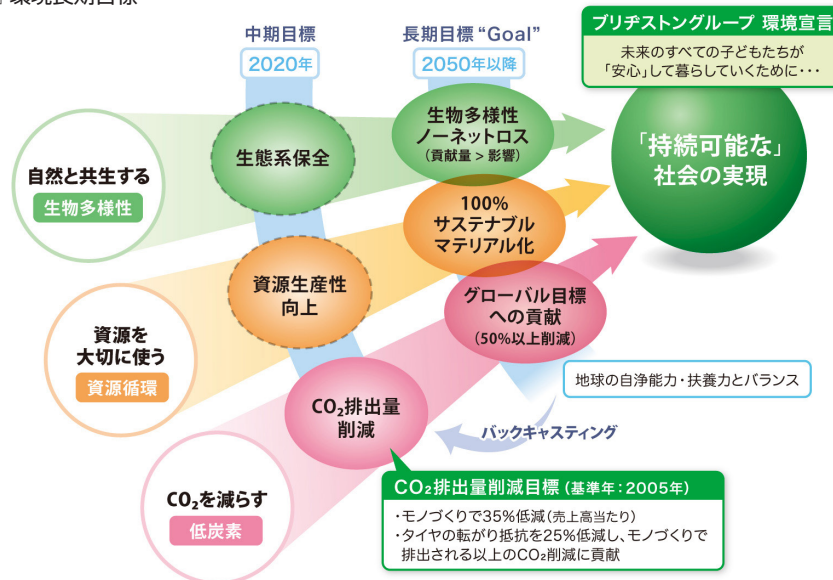 環境長期目標
中期目標
2020年
長期目標“Goal”
2050年以降
ブリヂストングループ 環境宣言
未来のすべての子どもたちが
「安心」して暮らしていくために・・・
自然と共生する
生物多様性
生態系保全
生物多様性
ノーネットロス
(貢献量 > 影響)
「持続可能な」
社会の実現
資源を
大切に使う
資源循環
資源生産性
向上
100%
サステナブル
マテリアル化
CO₂を減らす
低炭素
CO₂排出量
削減
グローバル目標
への貢献
(50%以上削減)
地球の自浄能力・扶養力とバランス
バックキャスティング
CO₂排出量削減目標 (基準年：2005年)
・モノづくりで35%低減(売上高当たり)
・タイヤの転がり抵抗を25%低減し、モノづくりで
排出される以上のCO₂削減に貢献